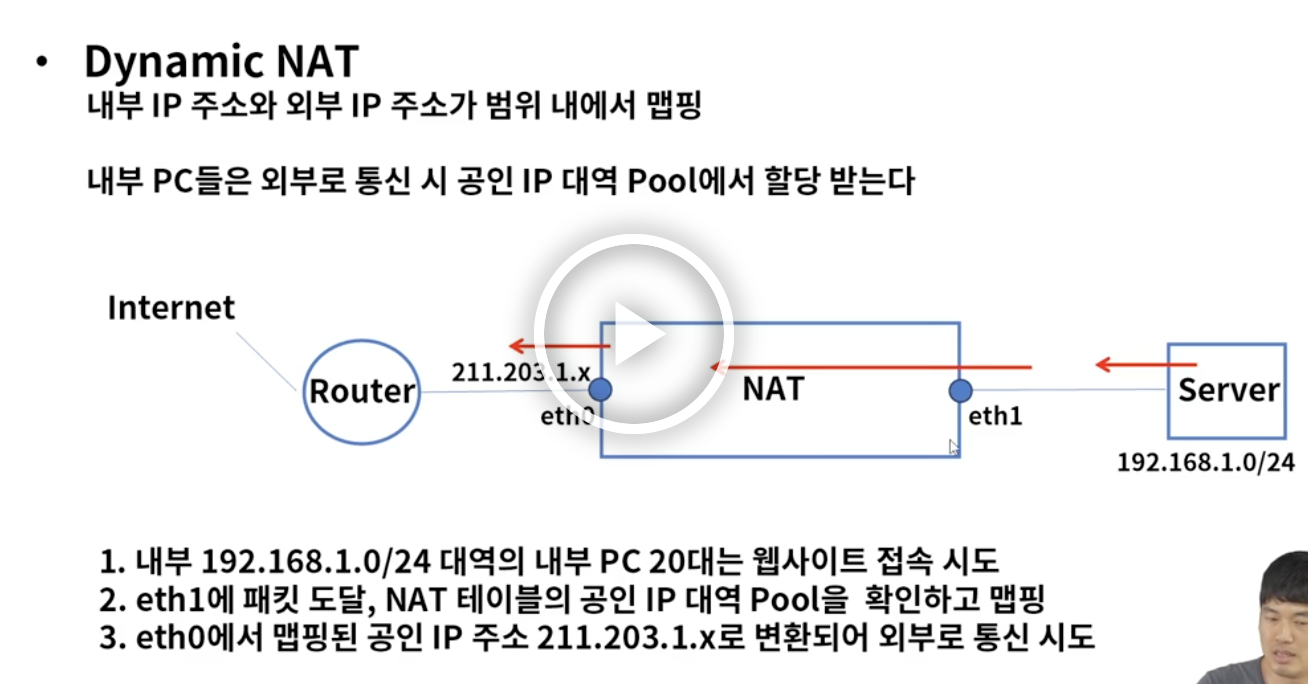 • Dynamic NAT
내부 IP 주소와 외부 IP 주소가 범위 내에서 맵핑
내부 PC들은 외부로 통신 시 공인 IP 대역 Pool에서 할당 받는다
Internet
Router
211.203.1.x
eth0
NAT
eth1
Server
192.168.1.0/24
1. 내부 192.168.1.0/24 대역의 내부 PC 20대는 웹사이트 접속 시도
2. eth1에 패킷 도달, NAT 테이블의 공인 IP 대역 Pool을 확인하고 맵핑
3. eth0에서 맵핑된 공인 IP 주소 211.203.1.x로 변환되어 외부로 통신 시도